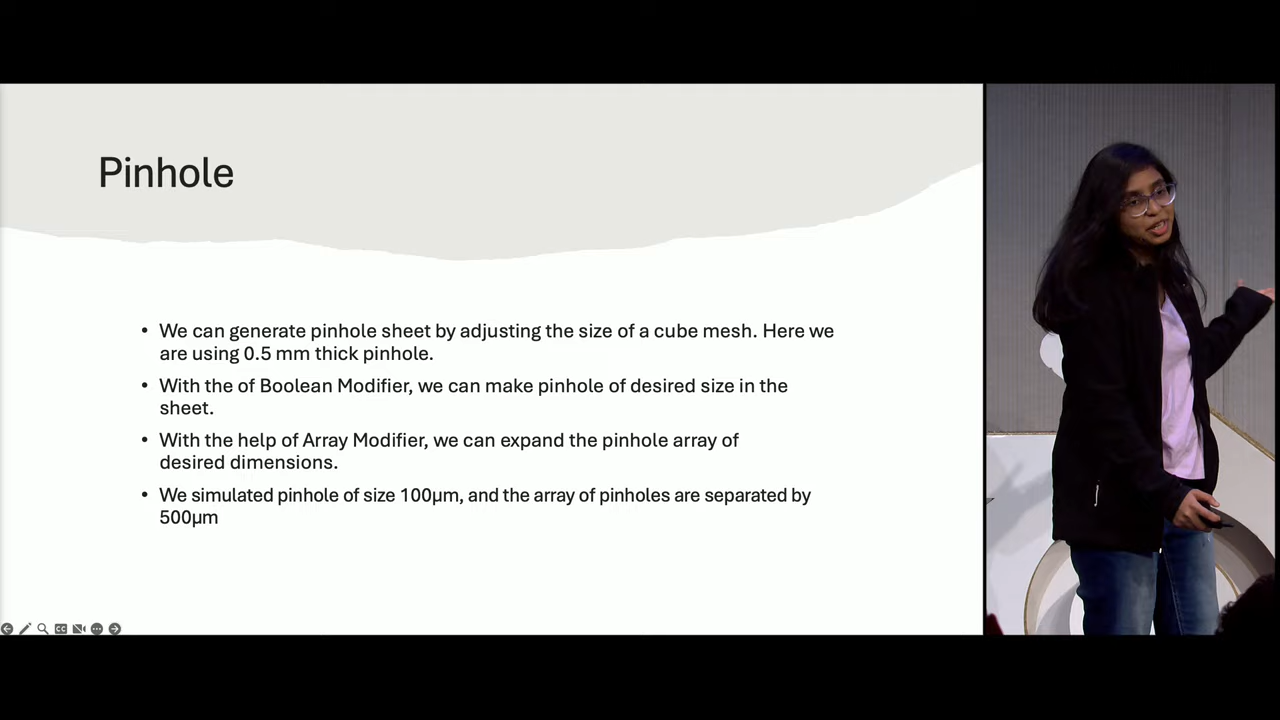 Pinhole
• We can generate pinhole sheet by adjusting the size of a cube mesh. Here we
are using 0.5 mm thick pinhole.
• With the of Boolean Modifier, we can make pinhole of desired size in the
sheet.
• With the help of Array Modifier, we can expand the pinhole array of
desired dimensions.
• We simulated pinhole of size 100µm, and the array of pinholes are separated by
500µm